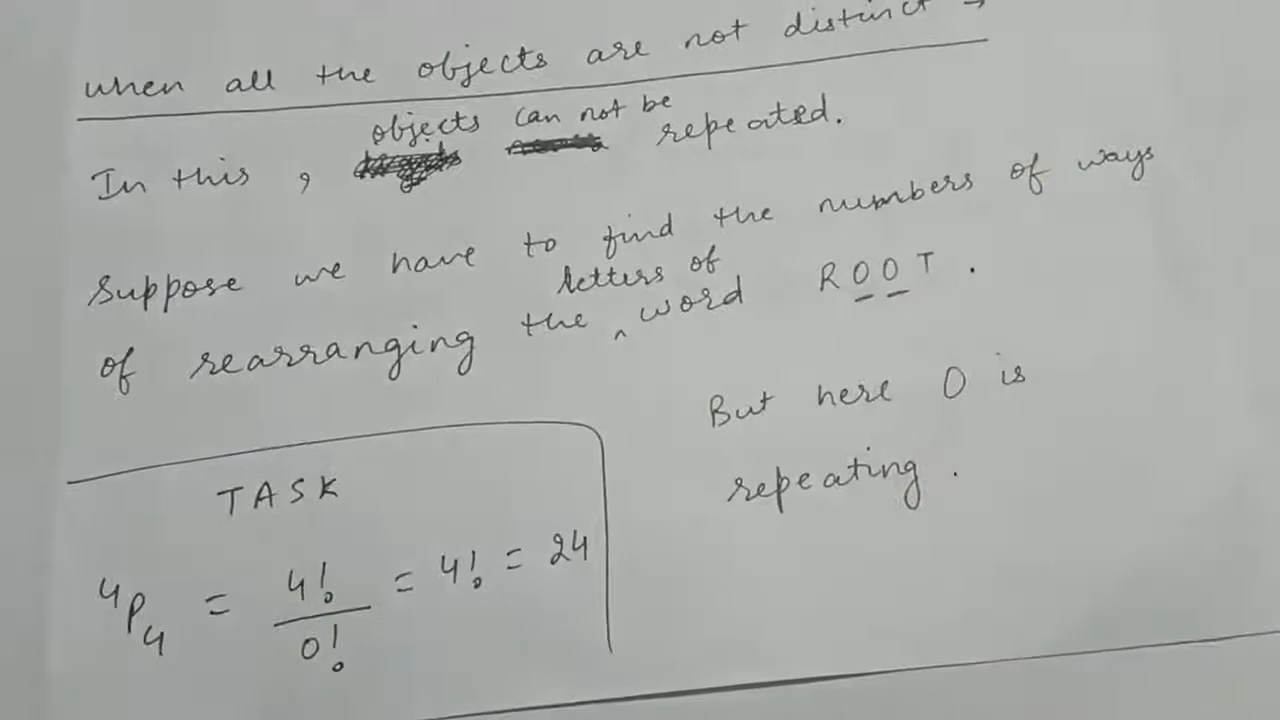 when all the objects are not distinct →
objects can not be
In this, repeated.
Suppose we have to find the numbers of ways
letters of
of rearranging the ^ word ROOT.
But here O is
repeating.
TASK
⁴P₄ = 4!/0! = 4! = 24